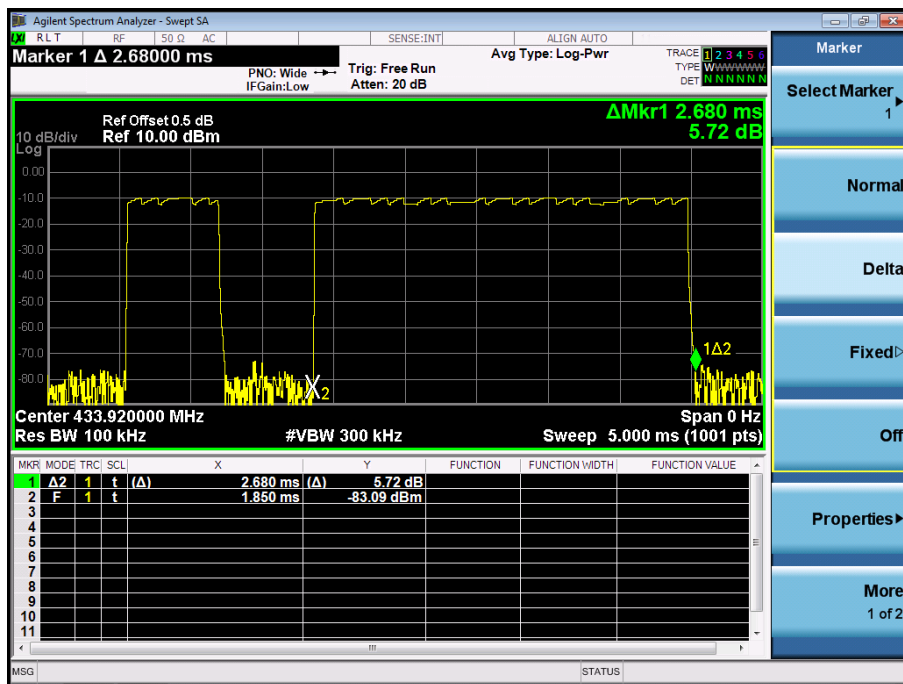 Agilent Spectrum Analyzer - Swept SA
LXI RLT RF 50 Ω AC SENSE:INT ALIGN AUTO
Marker 1 Δ 2.68000 ms
PNO: Wide
IFGain:Low
Trig: Free Run
Atten: 20 dB
Avg Type: Log-Pwr
TRACE 1 2 3 4 5 6
TYPE WWWWWW
DET N N N N N N
ΔMkr1 2.680 ms
5.72 dB
Ref Offset 0.5 dB
10 dB/div Ref 10.00 dBm
Log
0.00
-10.0
-20.0
-30.0
-40.0
-50.0
-60.0
-70.0
-80.0
1Δ2
2
Center 433.920000 MHz Span 0 Hz
Res BW 100 kHz #VBW 300 kHz Sweep 5.000 ms (1001 pts)
MKR MODE TRC SCL X Y FUNCTION FUNCTION WIDTH FUNCTION VALUE
1 Δ2 1 t (Δ) 2.680 ms (Δ) 5.72 dB
2 F 1 t 1.850 ms -83.09 dBm
3
4
5
6
7
8
9
10
11
MSG STATUS
Marker
Select Marker
1
Normal
Delta
Fixed
Off
Properties
More
1 of 2